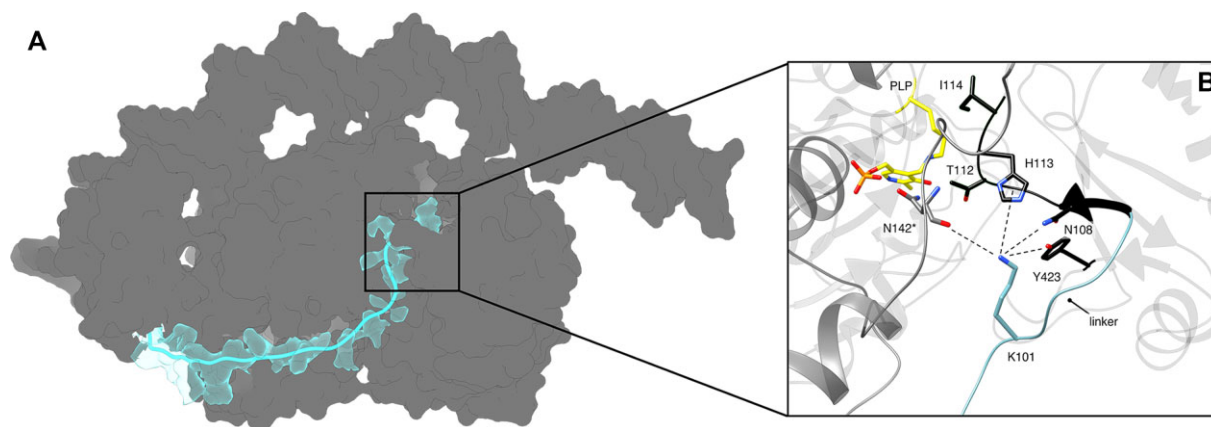 A
B
PLP
I114
T112
H113
N142*
N108
Y423
linker
K101